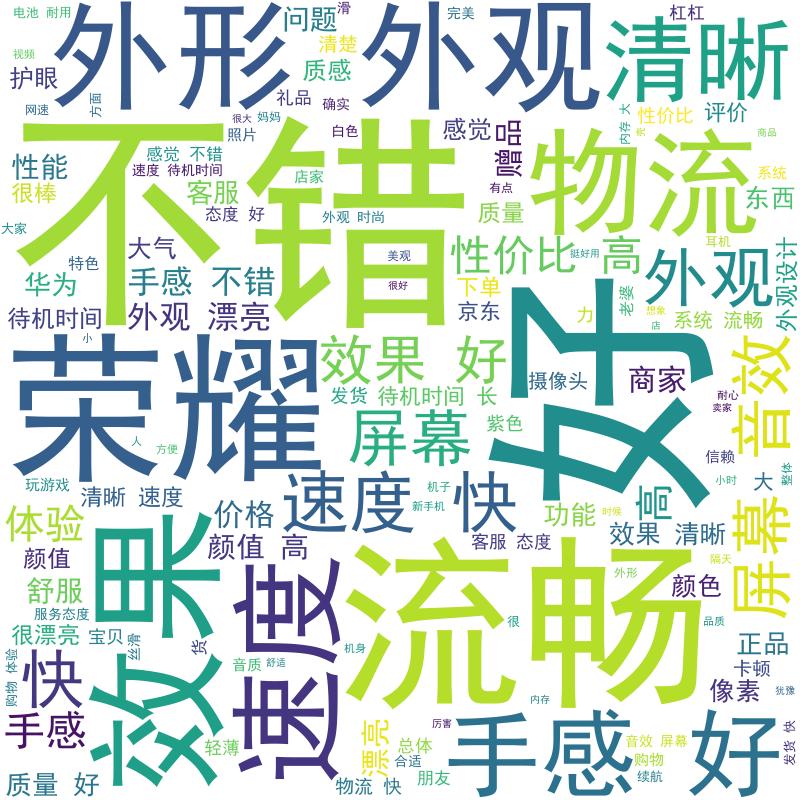 电池 耐用
外形
问题
滑
外观
完美
清晰
杠杠
视频
清楚
护眼
质感
礼品
确实
网速
方面
很大
妈妈
照片
白色
感觉
赠品
内存 大
性价比
评价
贵
商品
不错
物流
性能
感觉 不错
速度 待机时间
店家
有点
很棒
客服
态度 好
外观 时尚
质量
系统
东西
大家
大气
美观
性价比 高
挺好用
耳机
外观
外观设计
特色
华为
手感 不错
很好
下单
老婆
待机时间
外观 漂亮
京东
好
力
想象
店
系统 流畅
小
荣耀
效果 好
摄像头
商家
音效
发货
待机时间 长
耐心
卖家
屏幕
紫色
人
方便
信赖
玩游戏
清晰 速度
机子
新手机
小时
大
整体
价格
速度 快
高
体验
功能
时候
效果 清晰
屏幕
颜值 高
客服 态度
颜值
效果
速度
流畅
外形
隔天
舒服
颜色
服务态度
很
品质
很漂亮
宝贝
丝滑
货
机身
正品
购物 体验
快
音质
舒适
卡顿
像素
犹豫
内存
手感
厉害
手感 好
轻薄
漂亮
总体
合适
音效 屏幕
购物
发货 快
质量 好
物流 快
朋友
续航